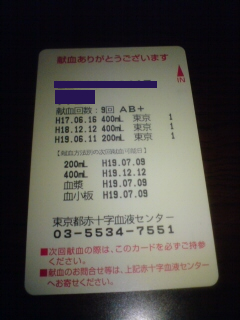 献血ありがとうございます
IN
献血回数: 9回 AB+
H17.06.16 400mL 東京 1
H18.12.12 400mL 東京 1
H19.06.11 200mL 東京 1
200mL H19.07.09
400mL H19.12.12
血漿 H19.07.09
血小板 H19.07.09
東京都赤十字血液センター
03-5534-7551
■次回献血の際は、このカードを必ずご持参
ください。
■献血のお問合せ等は、上記赤十字血液センター
へお寄せください。